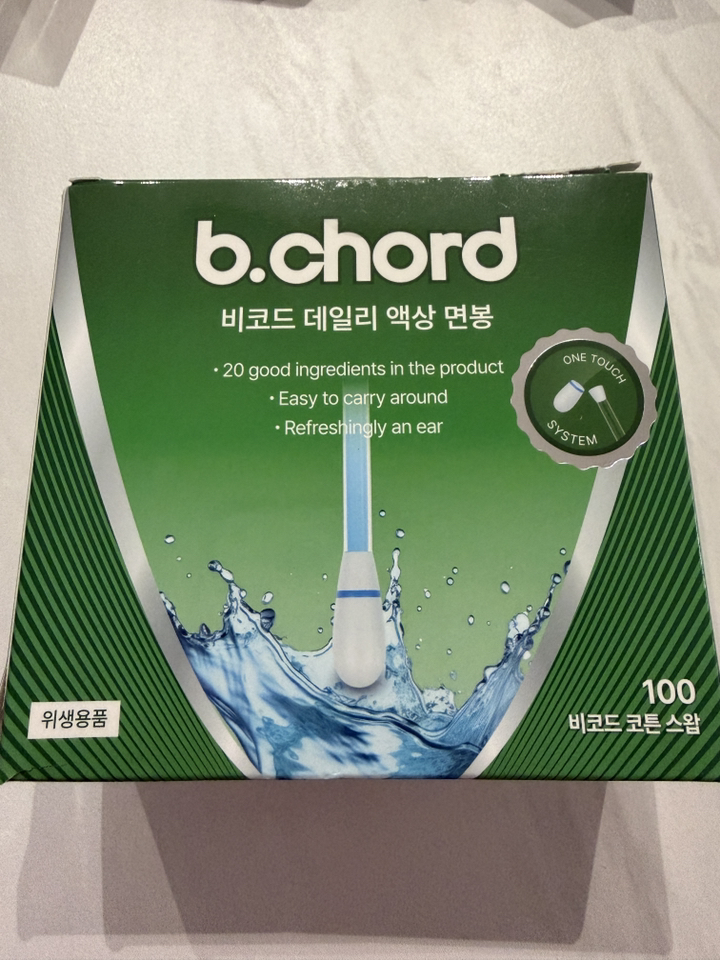 b.chord
비코드 데일리 액상 면봉
• 20 good ingredients in the product
• Easy to carry around
• Refreshingly an ear
ONE TOUCH
SYSTEM
위생용품
100
비코드 코튼 스왑